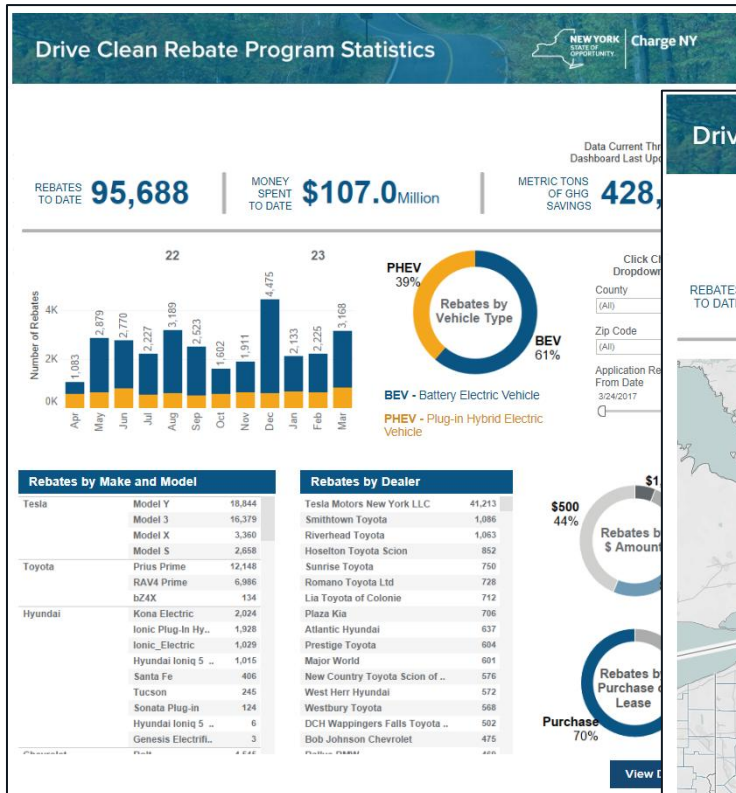 Drive Clean Rebate Program Statistics
NEW YORK
STATE OF
OPPORTUNITY.
Charge NY
Driv
Data Current Thr
Dashboard Last Upd
REBATES
TO DATE
95,688
MONEY
SPENT
TO DATE
$107.0Million
METRIC TONS
OF GHG
SAVINGS
428,
REBATES
TO DATE
22
23
Number of Rebates
4K
2K
0K
1,083
2,879
2,770
2,227
3,189
2,523
1,602
1,911
4,475
2,133
2,225
3,168
Apr
May
Jun
Jul
Aug
Sep
Oct
Nov
Dec
Jan
Feb
Mar
PHEV
39%
Rebates by
Vehicle Type
BEV
61%
BEV - Battery Electric Vehicle
PHEV - Plug-in Hybrid Electric
Vehicle
Click Ch
Dropdown
County
(All)
Zip Code
(All)
Application Re
From Date
3/24/2017
Rebates by Make and Model
Tesla Model Y 18,844
Model 3 16,379
Model X 3,360
Model S 2,658
Toyota Prius Prime 12,148
RAV4 Prime 6,986
bZ4X 134
Hyundai Kona Electric 2,024
Ionic Plug-In Hy.. 1,928
Ionic_Electric 1,029
Hyundai Ioniq 5 .. 1,015
Santa Fe 406
Tucson 245
Sonata Plug-in 124
Hyundai Ioniq 5 .. 6
Genesis Electrifi.. 3
Rebates by Dealer
Tesla Motors New York LLC 41,213
Smithtown Toyota 1,086
Riverhead Toyota 1,063
Hoselton Toyota Scion 852
Sunrise Toyota 750
Romano Toyota Ltd 728
Lia Toyota of Colonie 712
Plaza Kia 706
Atlantic Hyundai 637
Prestige Toyota 604
Major World 601
New Country Toyota Scion of .. 576
West Herr Hyundai 572
Westbury Toyota 568
DCH Wappingers Falls Toyota .. 502
Bob Johnson Chevrolet 475
$1,
$500
44%
Rebates b
$ Amount
Rebates b
Purchase o
Lease
Purchase
70%
View D